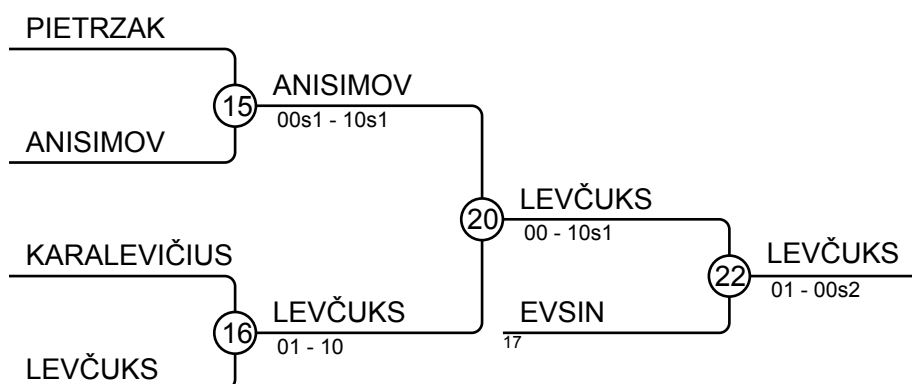 PIETRZAK
15
ANISIMOV
00s1 - 10s1
ANISIMOV
20
LEVČUKS
00 - 10s1
KARALEVIČIUS
22
LEVČUKS
01 - 00s2
16
LEVČUKS
01 - 10
EVSIN
17
LEVČUKS